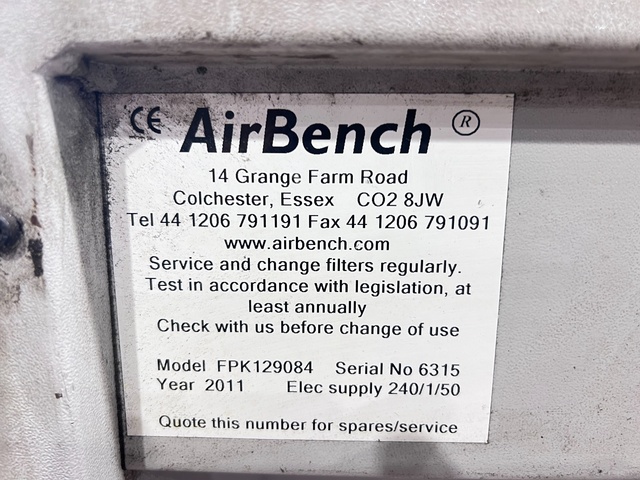 CE AirBench ®
14 Grange Farm Road
Colchester, Essex CO2 8JW
Tel 44 1206 791191 Fax 44 1206 791091
www.airbench.com
Service and change filters regularly.
Test in accordance with legislation, at
least annually
Check with us before change of use
Model FPK129084 Serial No 6315
Year 2011 Elec supply 240/1/50
Quote this number for spares/service